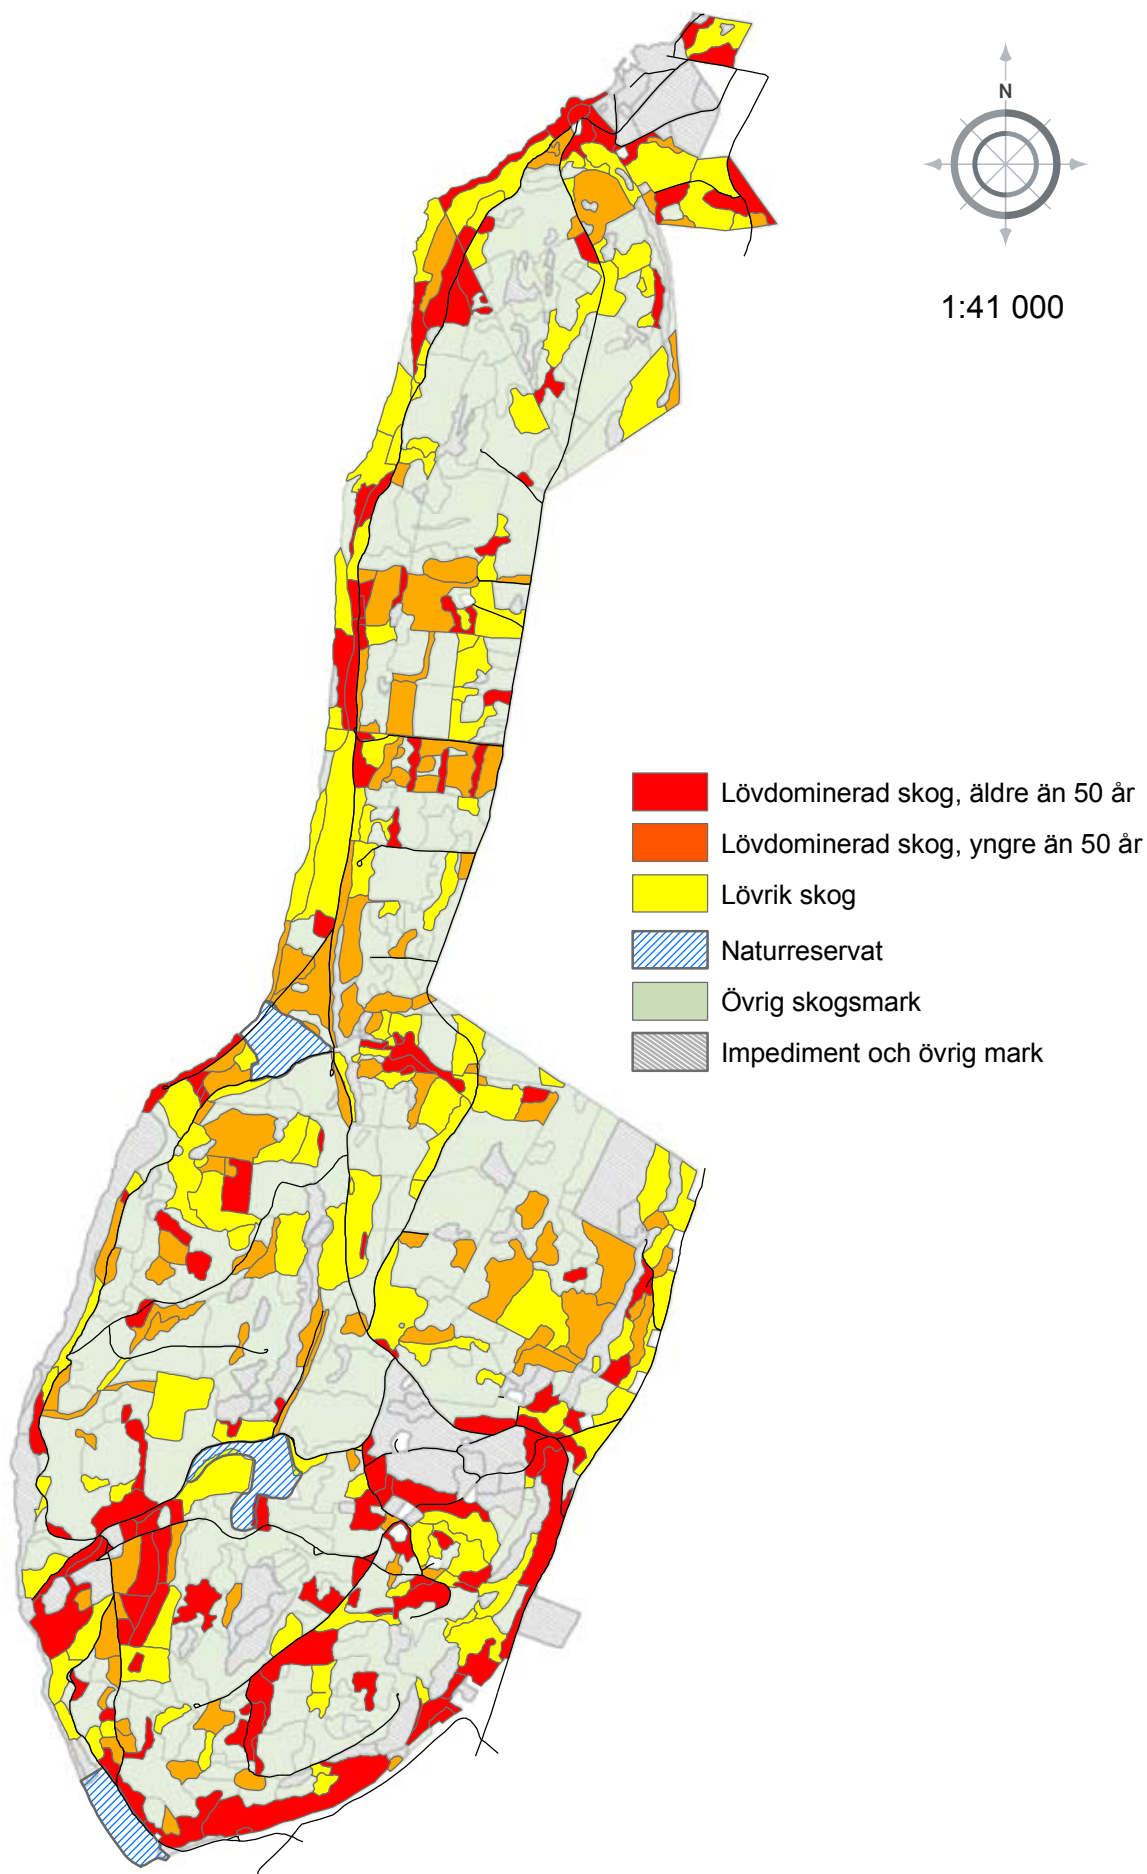 N
1:41 000
Lövdominerad skog, äldre än 50 år
Lövdominerad skog, yngre än 50 år
Lövrik skog
Naturreservat
Övrig skogsmark
Impediment och övrig mark